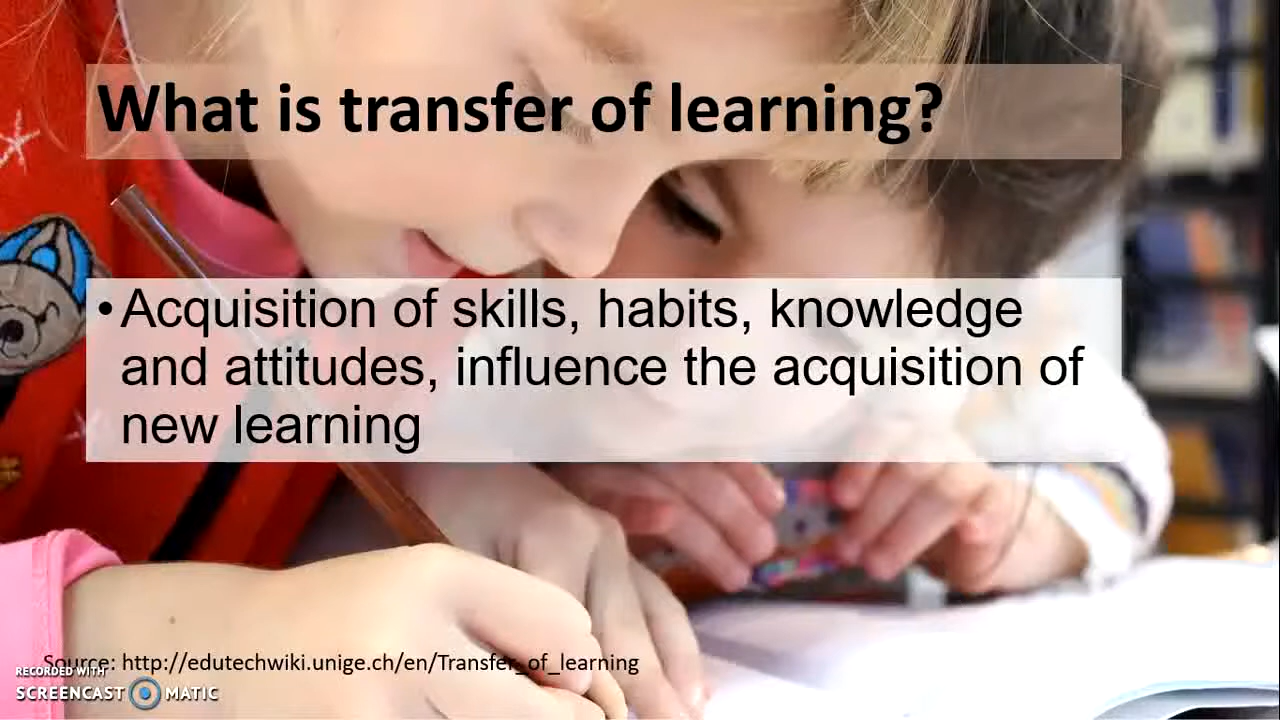 What is transfer of learning?
• Acquisition of skills, habits, knowledge
and attitudes, influence the acquisition of
new learning
Source: http://edutechwiki.unige.ch/en/Transfer_of_learning
RECORDED WITH
SCREENCAST MATIC